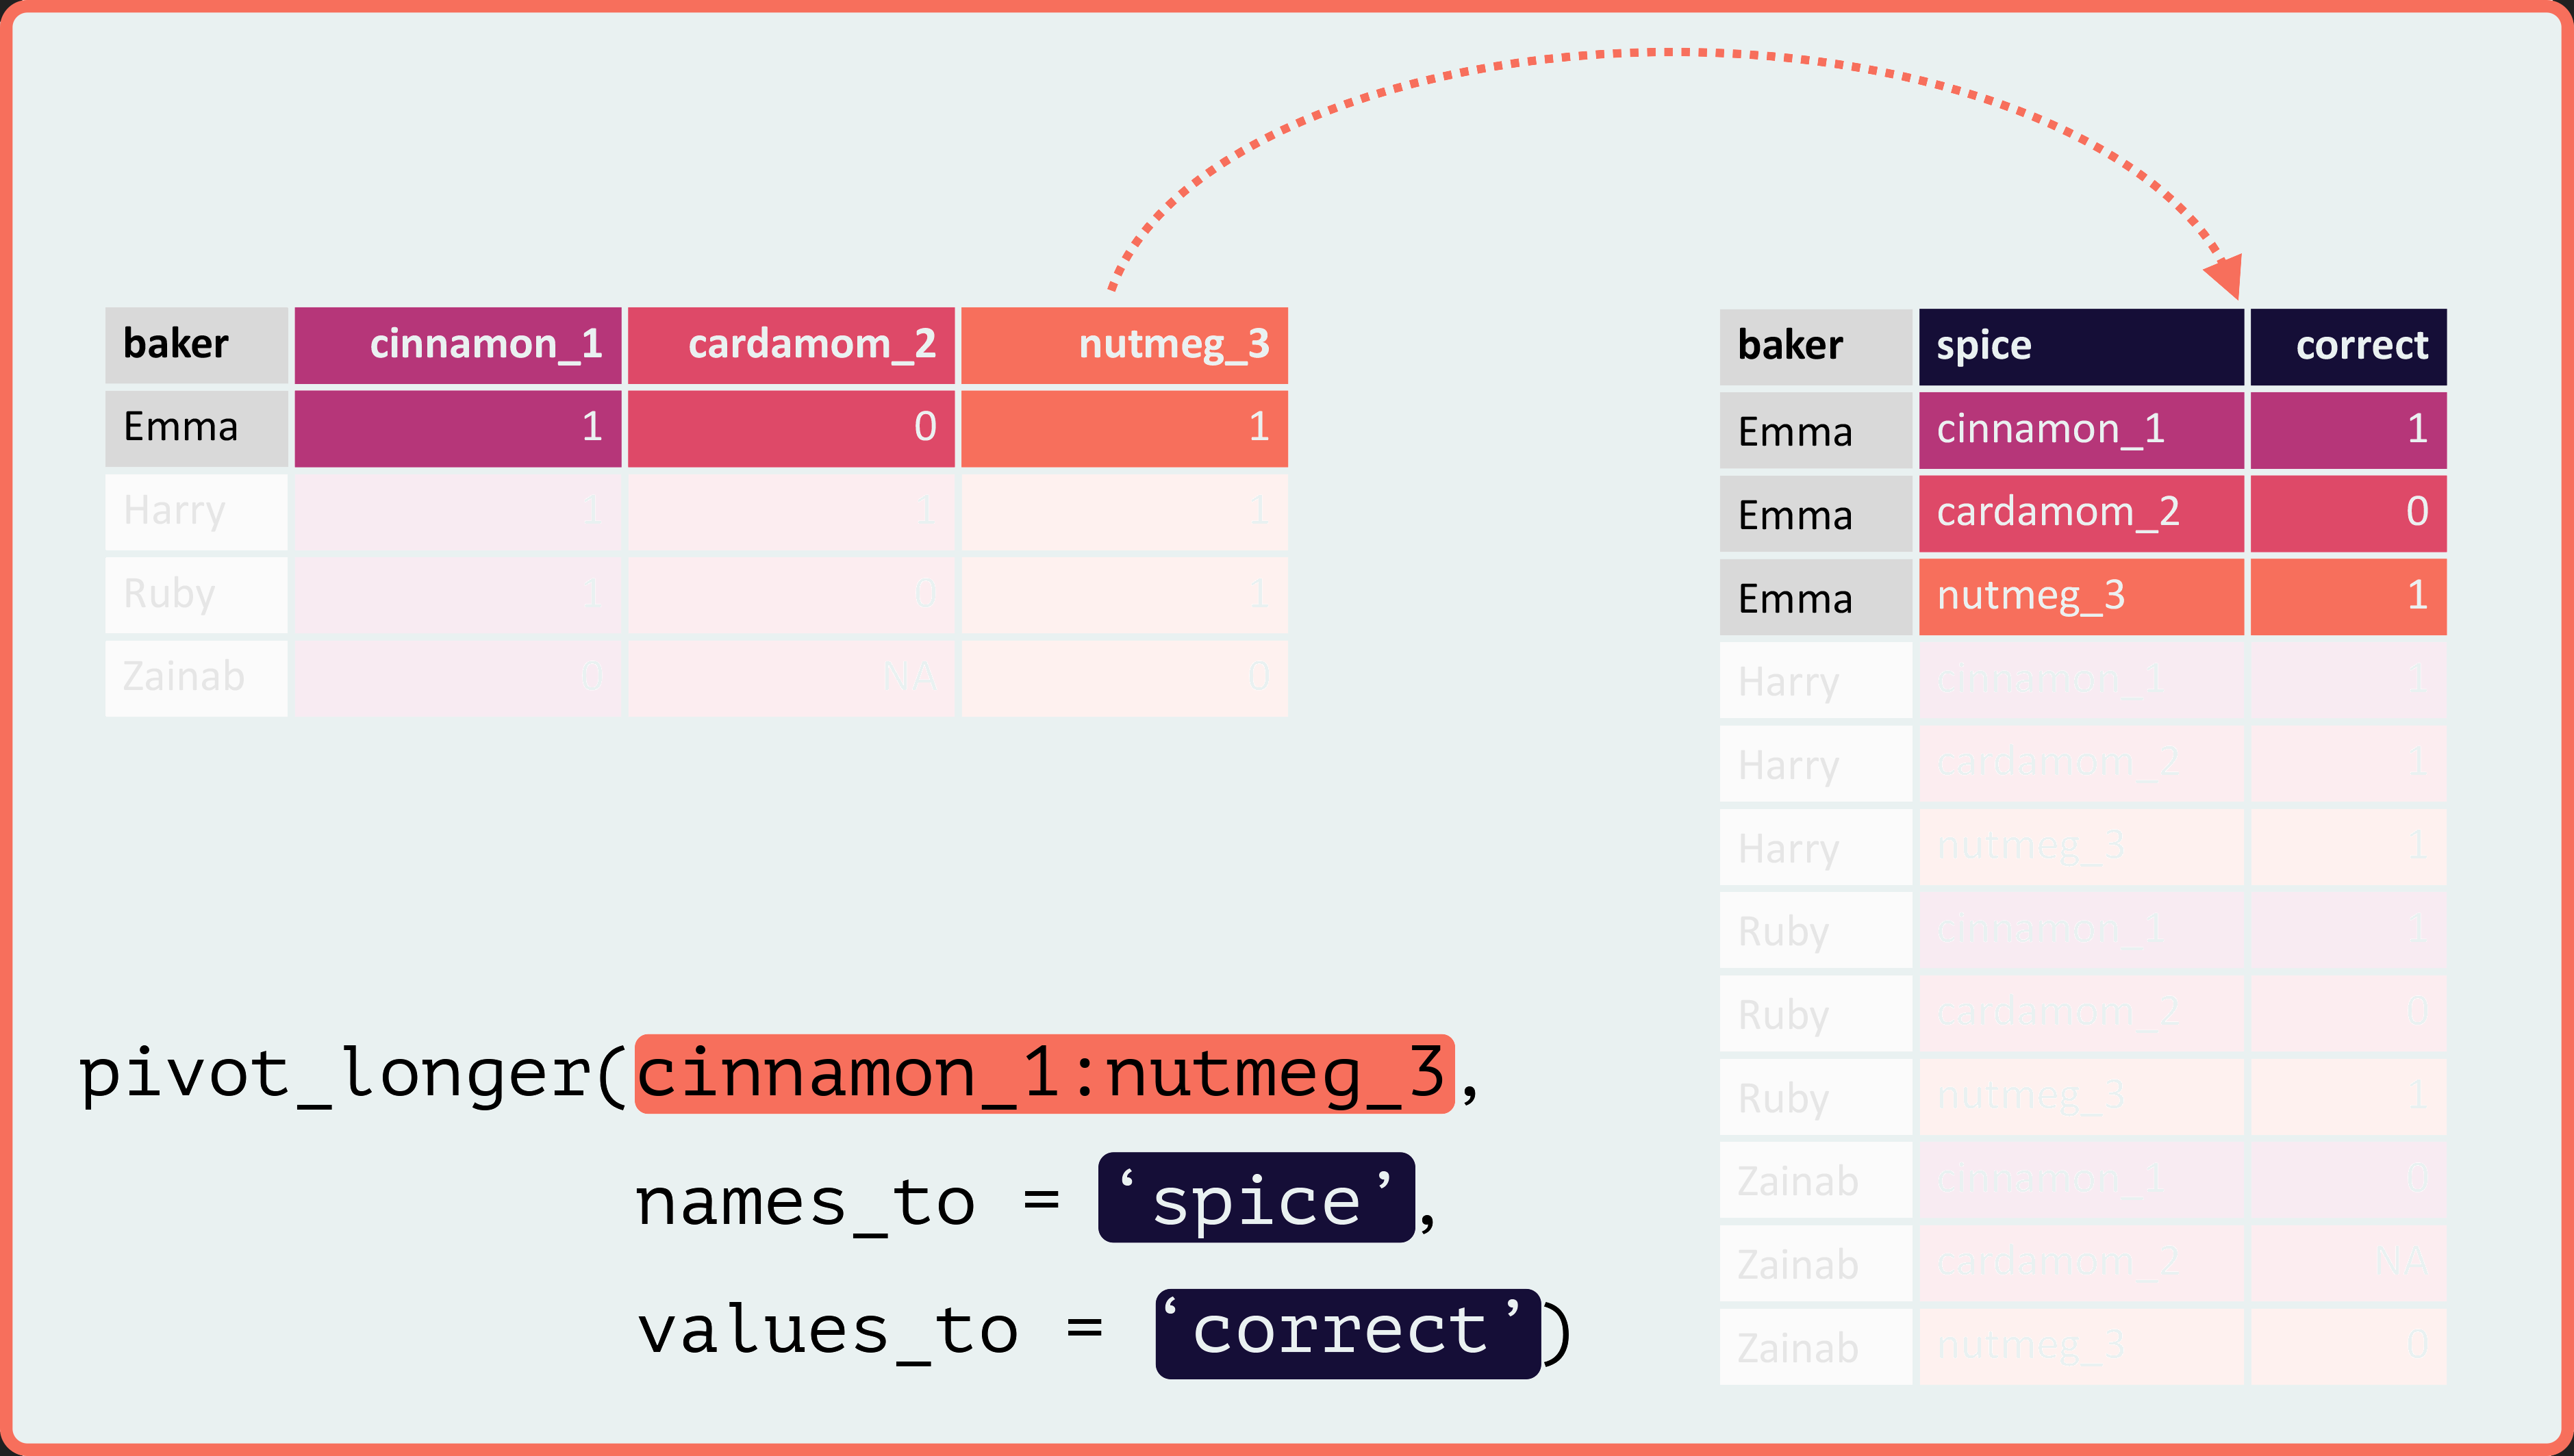 baker cinnamon_1 cardamom_2 nutmeg_3
Emma 1 0 1
Harry 1 1 1
Ruby 1 0 1
Zainab 0 NA 0
baker spice correct
Emma cinnamon_1 1
Emma cardamom_2 0
Emma nutmeg_3 1
Harry cinnamon_1 1
Harry cardamom_2 1
Harry nutmeg_3 1
Ruby cinnamon_1 1
Ruby cardamom_2 0
Ruby nutmeg_3 1
Zainab cinnamon_1 0
Zainab cardamom_2 NA
Zainab nutmeg_3 0
pivot_longer(cinnamon_1:nutmeg_3,
names_to = ‘spice’,
values_to = ‘correct’)